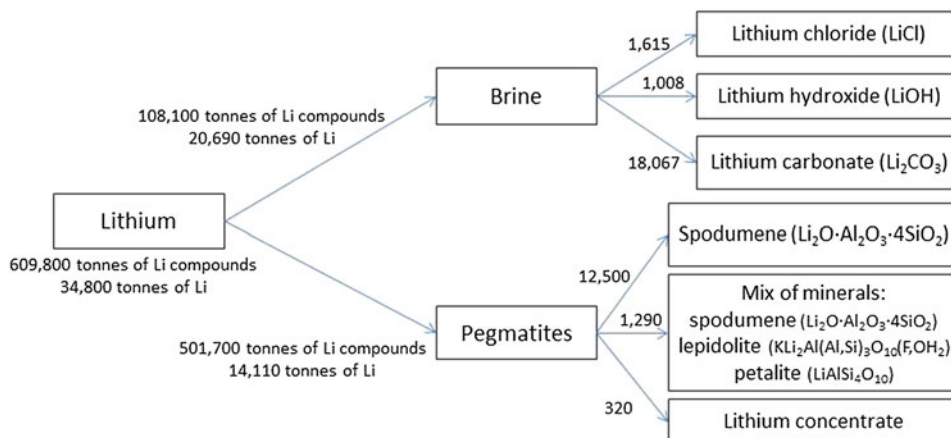 Lithium
609,800 tonnes of Li compounds
34,800 tonnes of Li
108,100 tonnes of Li compounds
20,690 tonnes of Li
Brine
1,615
Lithium chloride (LiCl)
1,008
Lithium hydroxide (LiOH)
18,067
Lithium carbonate (Li₂CO₃)
501,700 tonnes of Li compounds
14,110 tonnes of Li
Pegmatites
12,500
Spodumene (Li₂O·Al₂O₃·4SiO₂)
1,290
Mix of minerals:
spodumene (Li₂O·Al₂O₃·4SiO₂)
lepidolite (KLi₂Al(Al,Si)₃O₁₀(F,OH₂)
petalite (LiAlSi₄O₁₀)
320
Lithium concentrate